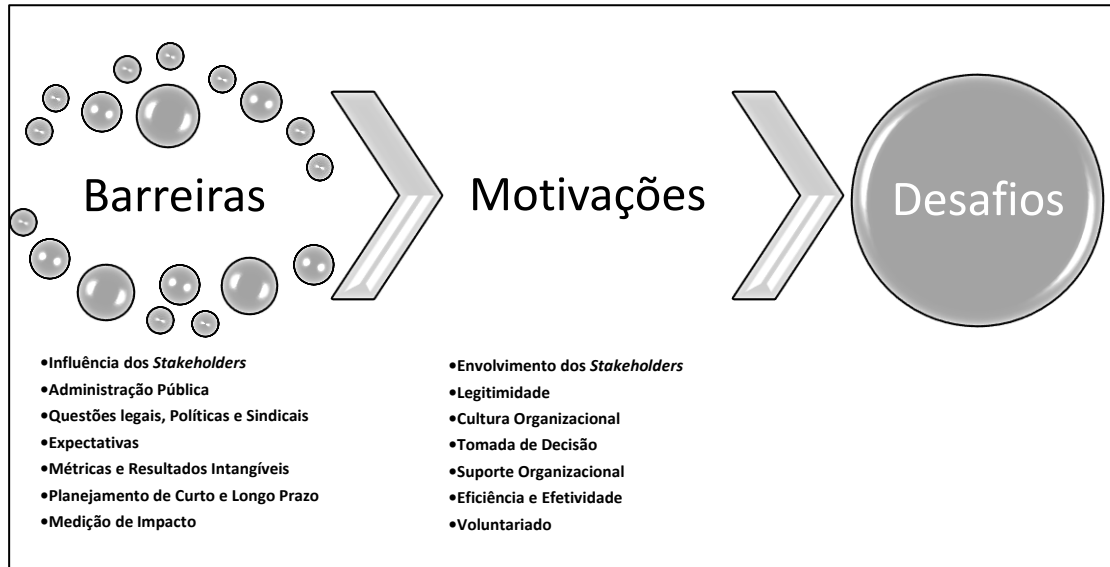 Barreiras
Motivações
Desafios
•Influência dos Stakeholders
•Administração Pública
•Questões legais, Políticas e Sindicais
•Expectativas
•Métricas e Resultados Intangíveis
•Planejamento de Curto e Longo Prazo
•Medição de Impacto
•Envolvimento dos Stakeholders
•Legitimidade
•Cultura Organizacional
•Tomada de Decisão
•Suporte Organizacional
•Eficiência e Efetividade
•Voluntariado